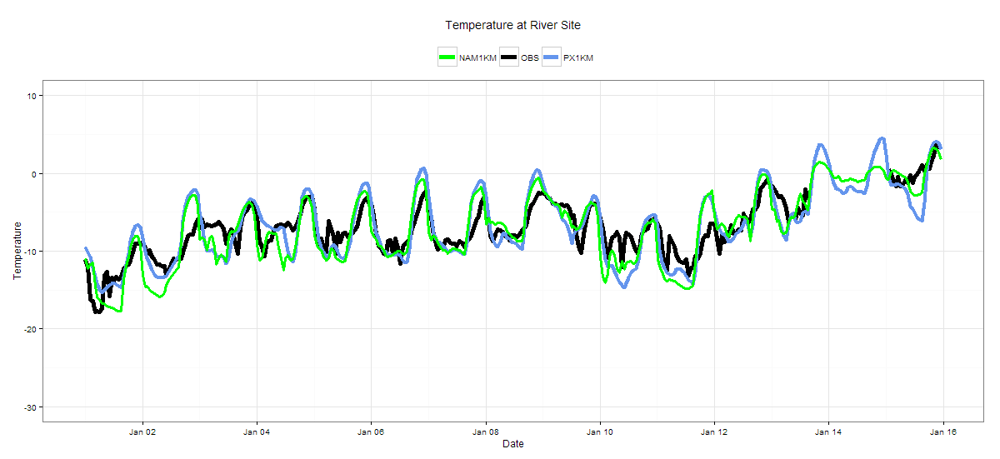 Temperature at River Site
NAM1KM OBS PX1KM
10
0
-10
-20
-30
Temperature
Jan 02 Jan 04 Jan 06 Jan 08 Jan 10 Jan 12 Jan 14 Jan 16
Date